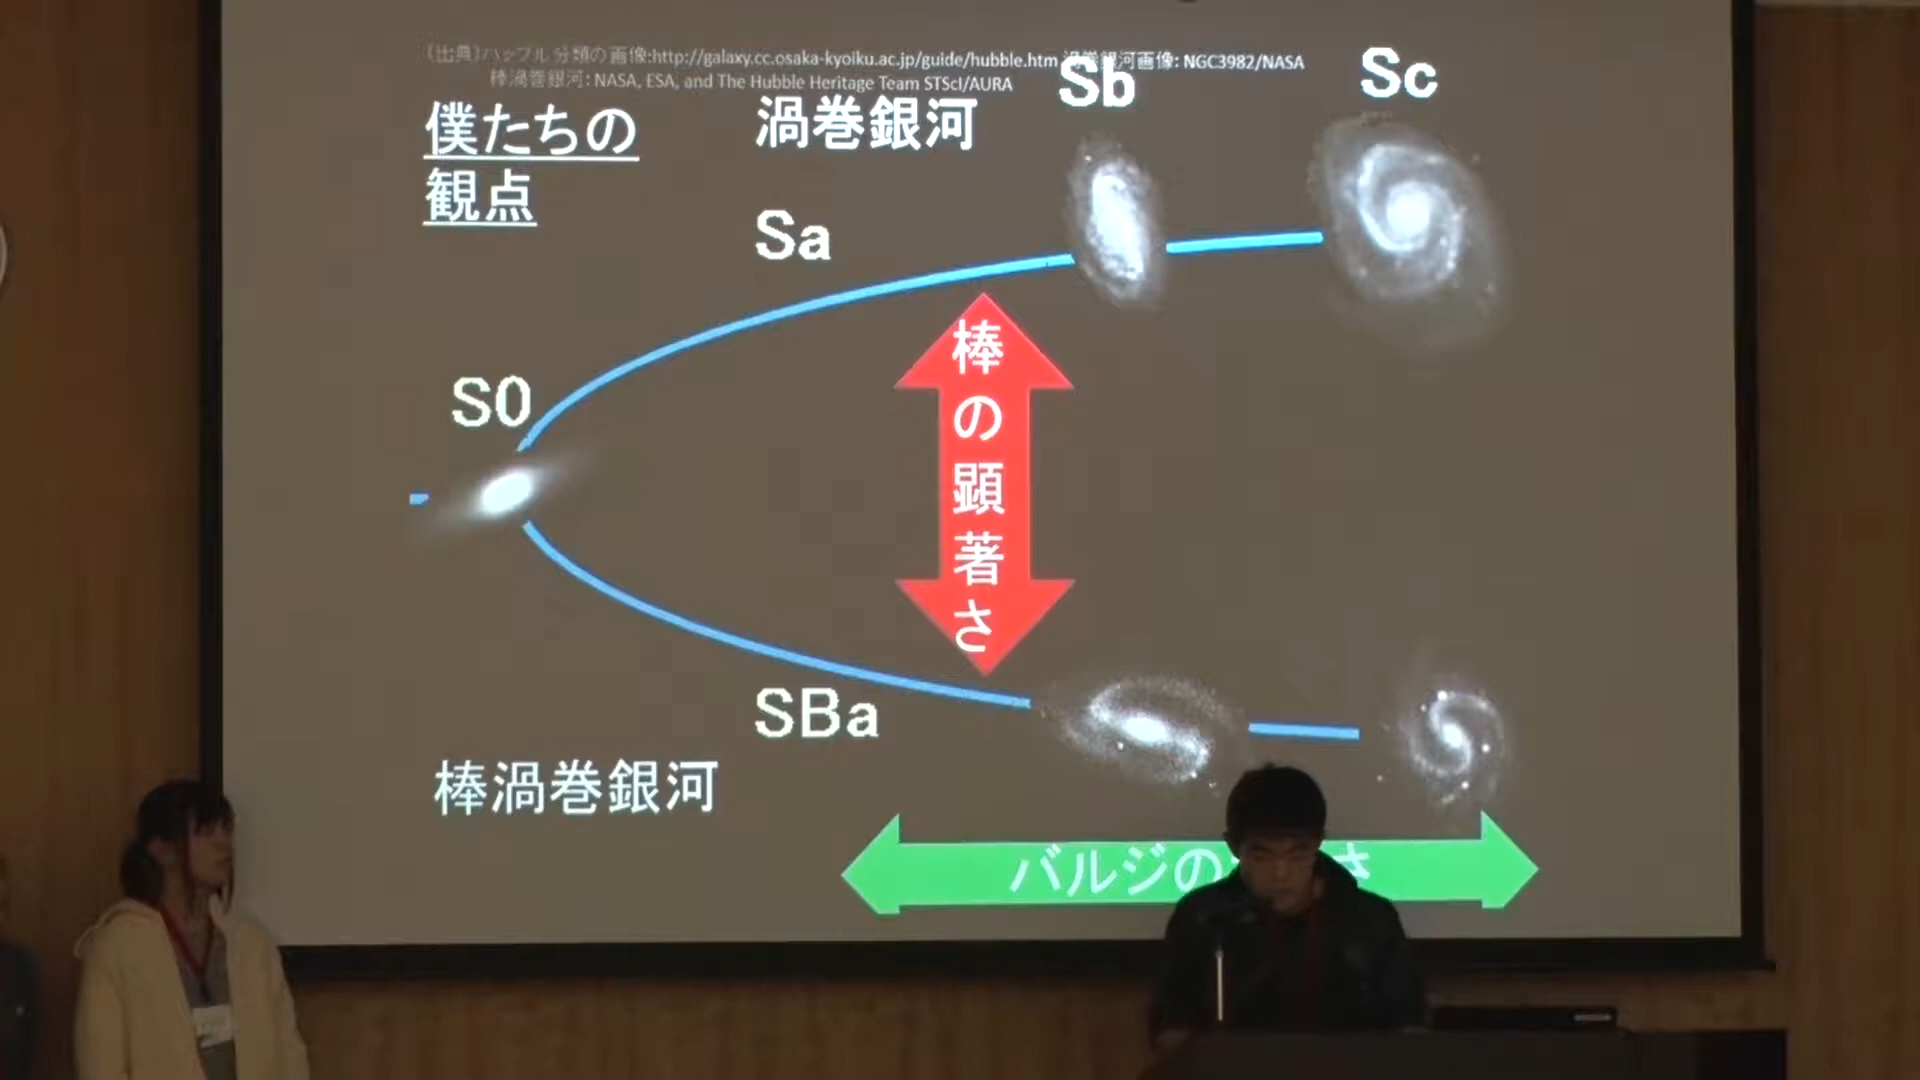 (出典)ハッブル分類の画像:http://galaxy.cc.osaka-kyoiku.ac.jp/guide/hubble.htm 渦巻銀河画像: NGC3982/NASA
棒渦巻銀河: NASA, ESA, and The Hubble Heritage Team STScI/AURA
僕たちの
観点
渦巻銀河
Sb
Sc
Sa
S0
棒の顕著さ
SBa
棒渦巻銀河
バルジの
さ